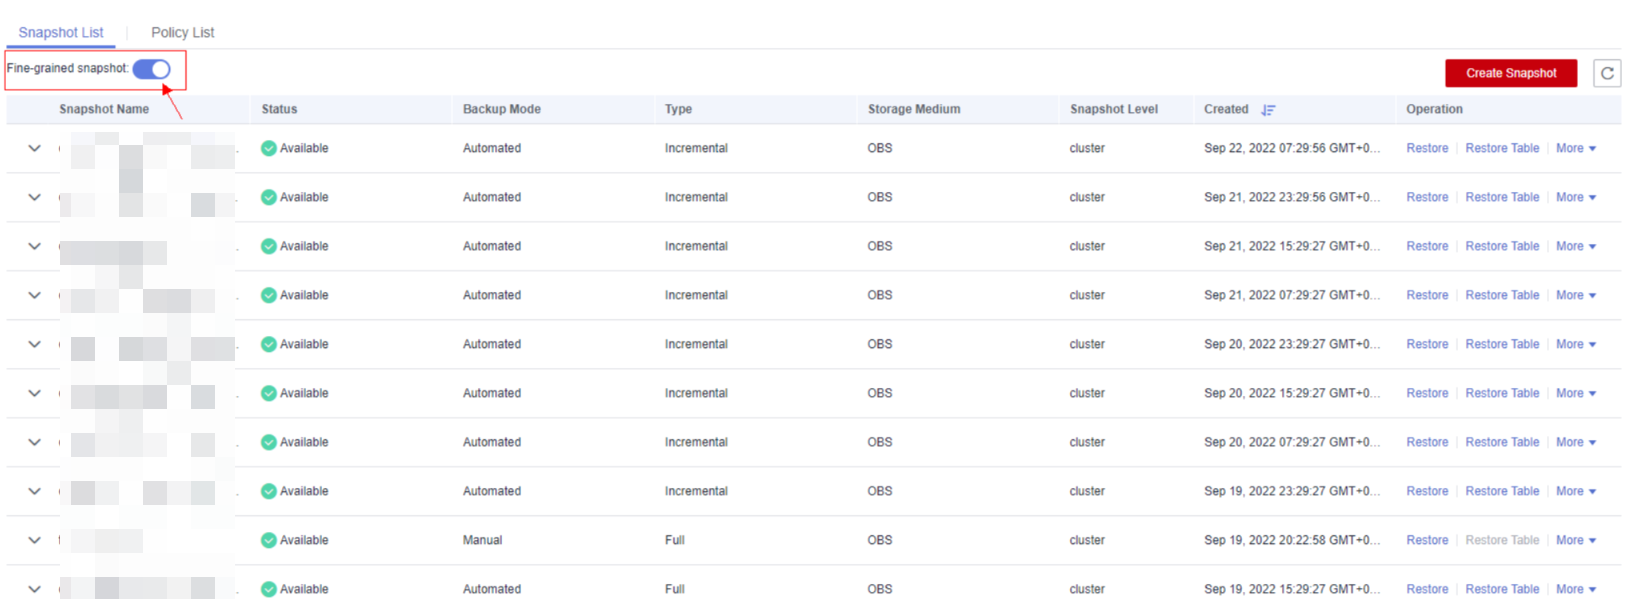 Snapshot List Policy List
Fine-grained snapshot:
Create Snapshot
Snapshot Name Status Backup Mode Type Storage Medium Snapshot Level Created Operation
Available Automated Incremental OBS cluster Sep 22, 2022 07:29:56 GMT+0... Restore Restore Table More
Available Automated Incremental OBS cluster Sep 21, 2022 23:29:56 GMT+0... Restore Restore Table More
Available Automated Incremental OBS cluster Sep 21, 2022 15:29:27 GMT+0... Restore Restore Table More
Available Automated Incremental OBS cluster Sep 21, 2022 07:29:27 GMT+0... Restore Restore Table More
Available Automated Incremental OBS cluster Sep 20, 2022 23:29:27 GMT+0... Restore Restore Table More
Available Automated Incremental OBS cluster Sep 20, 2022 15:29:27 GMT+0... Restore Restore Table More
Available Automated Incremental OBS cluster Sep 20, 2022 07:29:27 GMT+0... Restore Restore Table More
Available Automated Incremental OBS cluster Sep 19, 2022 23:29:27 GMT+0... Restore Restore Table More
Available Manual Full OBS cluster Sep 19, 2022 20:22:58 GMT+0... Restore Restore Table More
Available Automated Full OBS cluster Sep 19, 2022 15:29:27 GMT+0... Restore Restore Table More